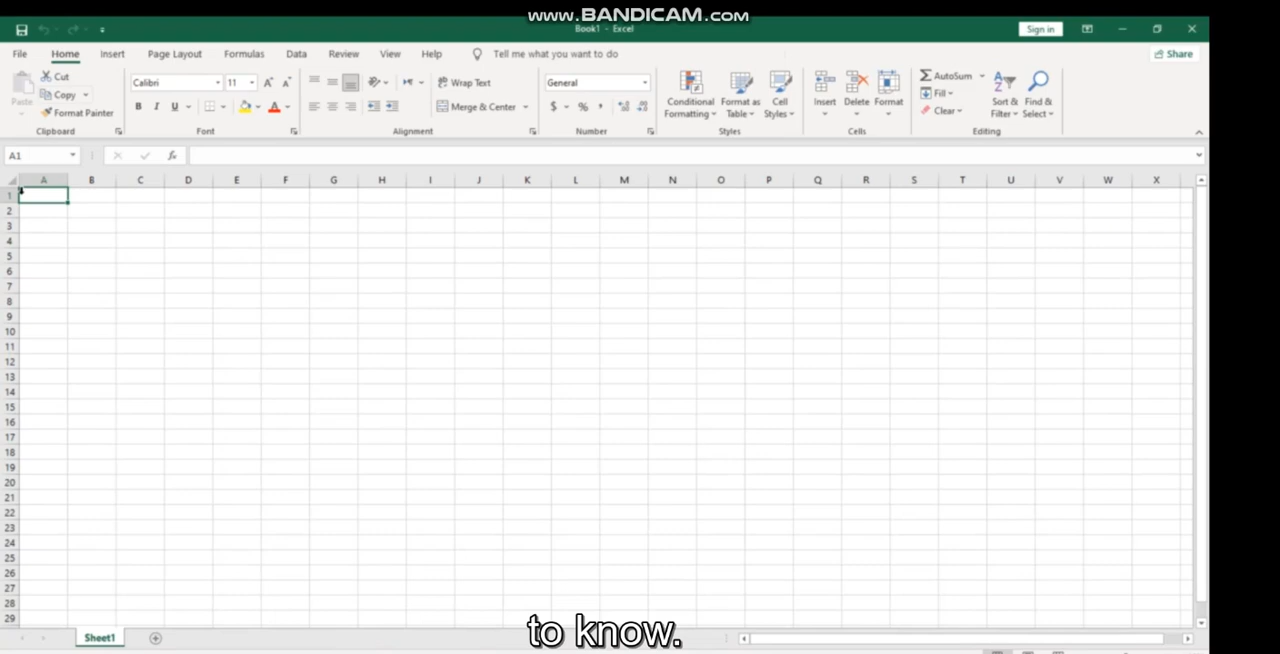 www.BANDICAM.com
Book1 - Excel
Sign in
File Home Insert Page Layout Formulas Data Review View Help Tell me what you want to do Share
Paste Cut Calibri 11 Wrap Text General Conditional Formatting Format as Table Cell Styles Insert Delete Format AutoSum Sort & Filter Find & Select
Copy Fill
Format Painter B I U A Merge & Center $ % , Clear
Clipboard Font Alignment Number Styles Cells Editing
A1 fx
A B C D E F G H I J K L M N O P Q R S T U V W X
1
2
3
4
5
6
7
8
9
10
11
12
13
14
15
16
17
18
19
20
21
22
23
24
25
26
27
28
29
to know.
Sheet1